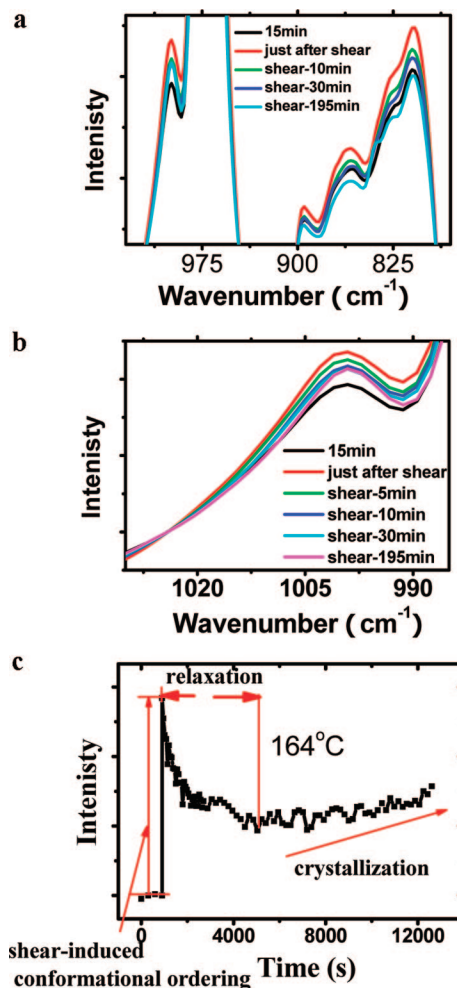 a
15min
just after shear
shear-10min
shear-30min
shear-195min
Intenisty
975
900
825
Wavenumber ( cm-1)
b
15min
just after shear
shear-5min
shear-10min
shear-30min
shear-195min
Intenisty
1020
1005
990
Wavenumber ( cm-1)
c
relaxation
164°C
Intenisty
crystallization
0
4000
8000
12000
shear-induced
conformational ordering
Time (s)